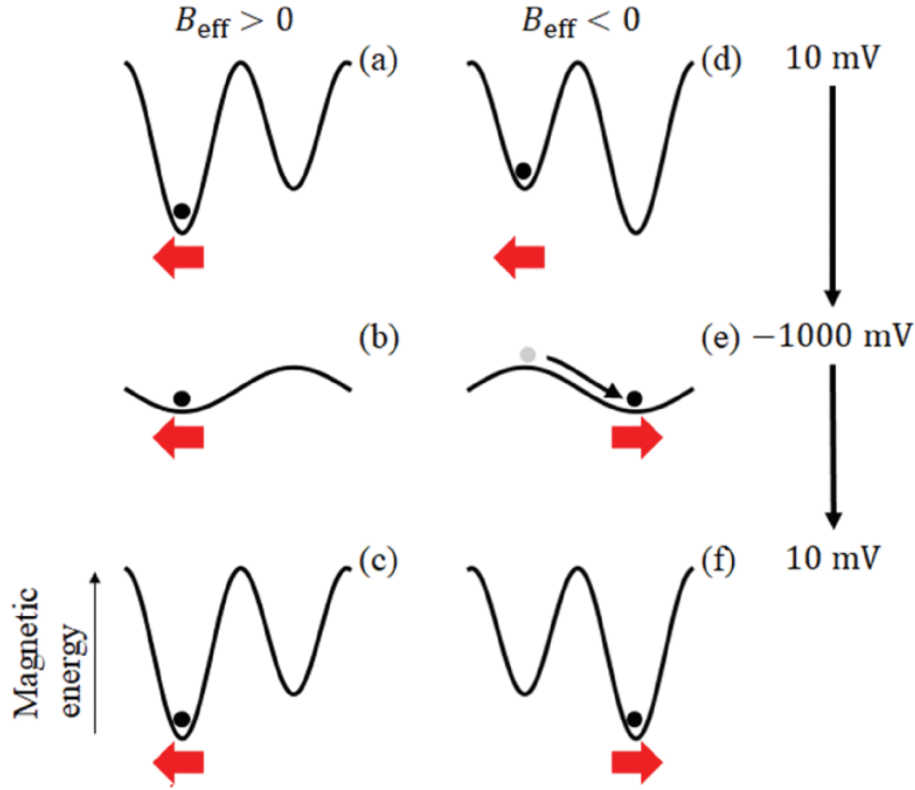 B_eff > 0
B_eff < 0
(a)
(d)
10 mV
(b)
(e)
−1000 mV
(c)
(f)
10 mV
Magnetic
energy